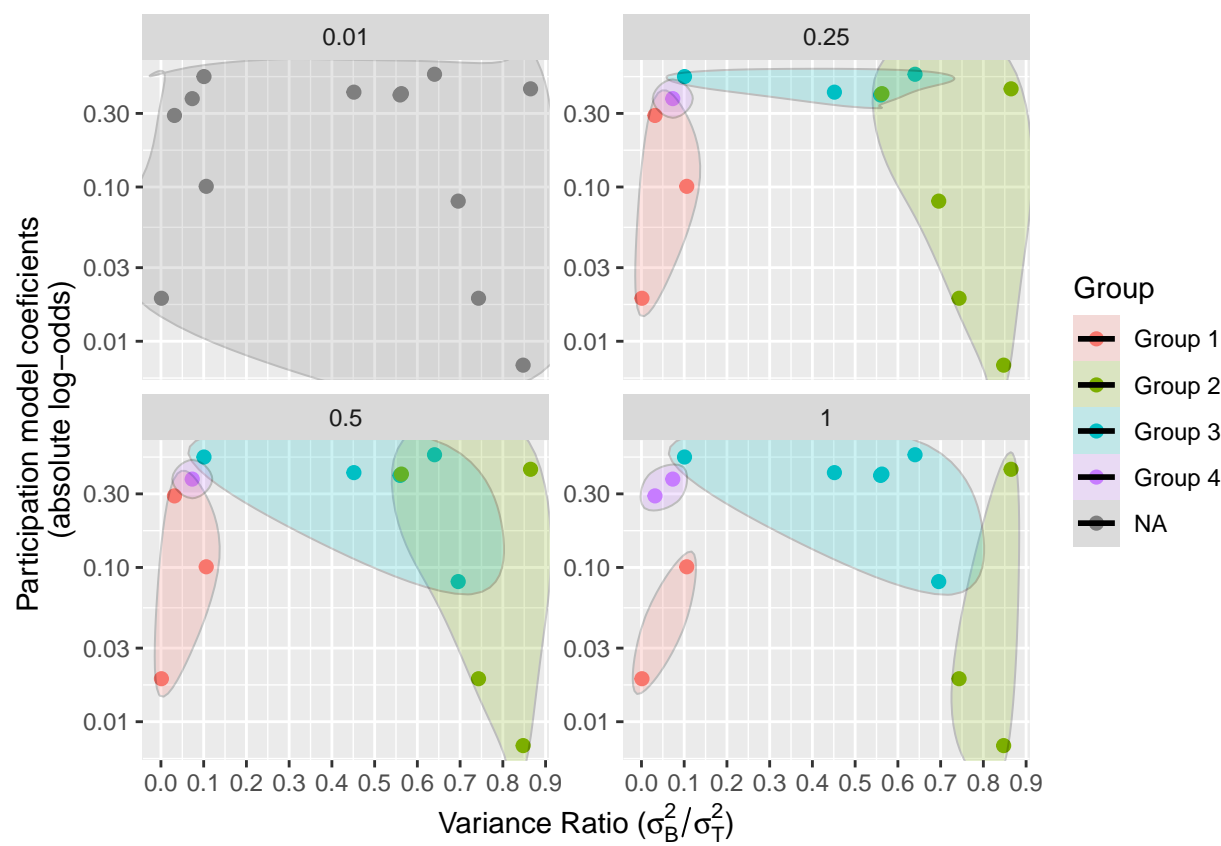 0.01
0.25
0.30
0.10
0.03
0.01
0.30
0.10
0.03
0.01
0.5
1
0.30
0.10
0.03
0.01
0.30
0.10
0.03
0.01
0.0 0.1 0.2 0.3 0.4 0.5 0.6 0.7 0.8 0.9
0.0 0.1 0.2 0.3 0.4 0.5 0.6 0.7 0.8 0.9
Variance Ratio (σ²_B/σ²_T)
Participation model coeficients
(absolute log−odds)
Group
Group 1
Group 2
Group 3
Group 4
NA